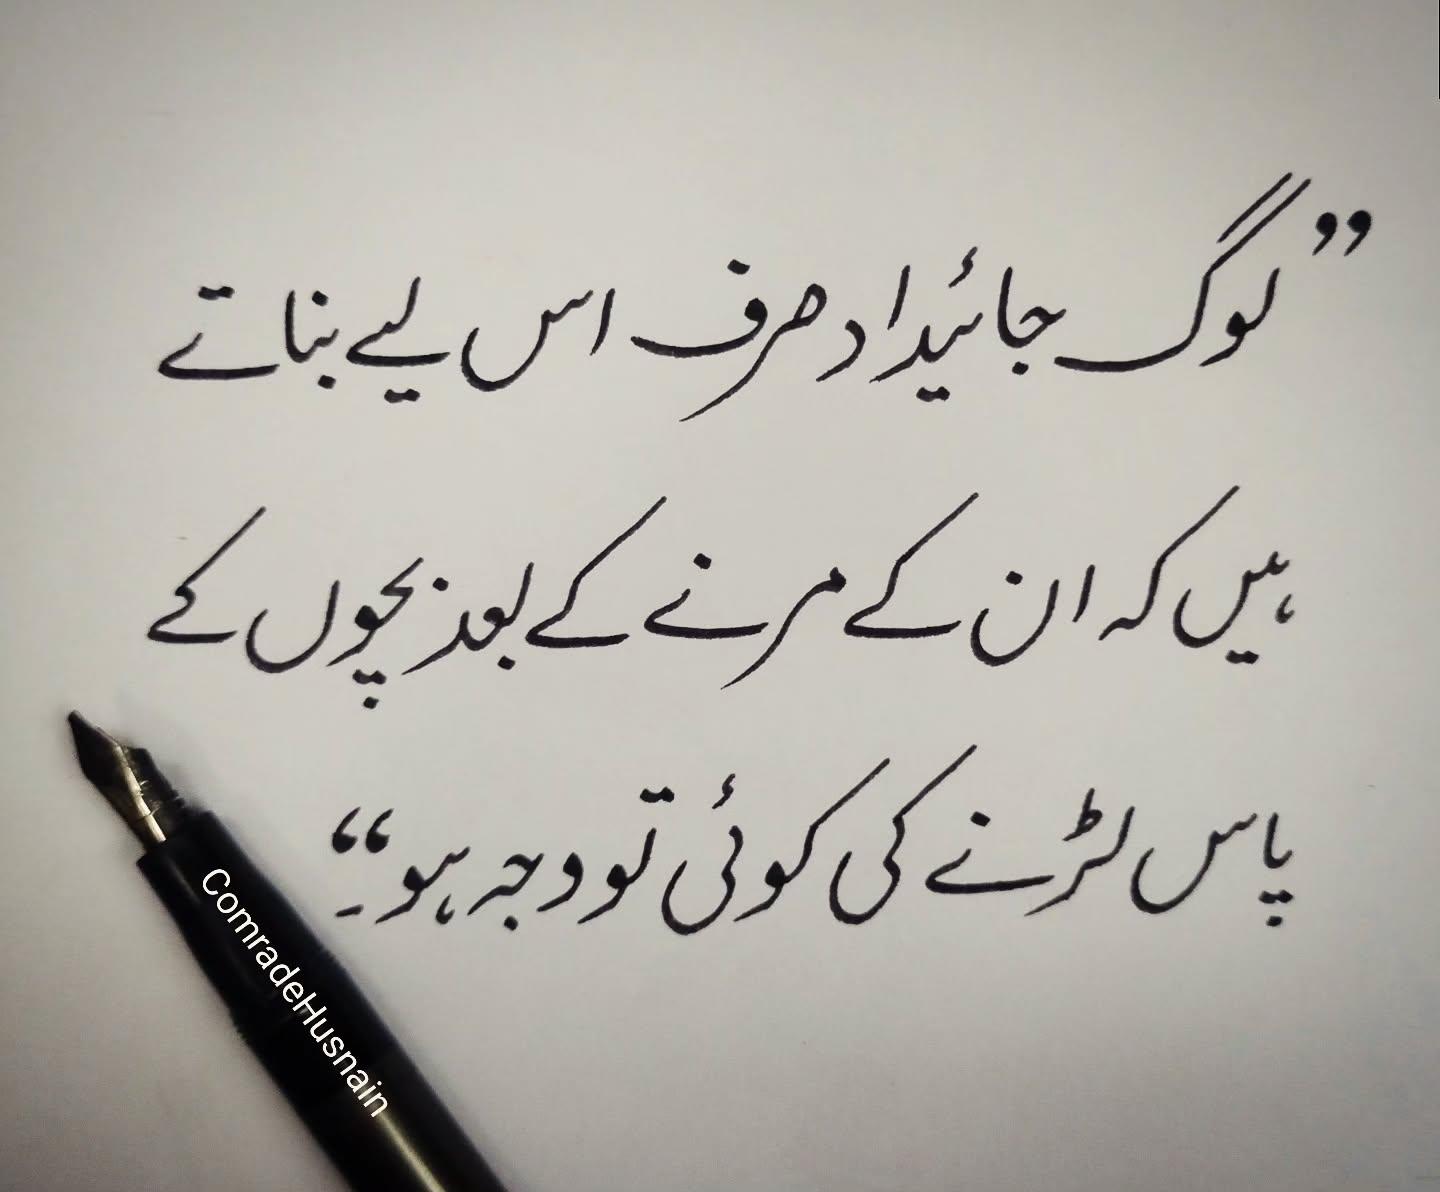 ”لوگ جائیداد صرف اس لیے بناتے
ہیں کہ ان کے مرنے کے بعد بچوں کے
پاس لڑنے کی کوئی تو وجہ ہو۔“
ComradeHusnain